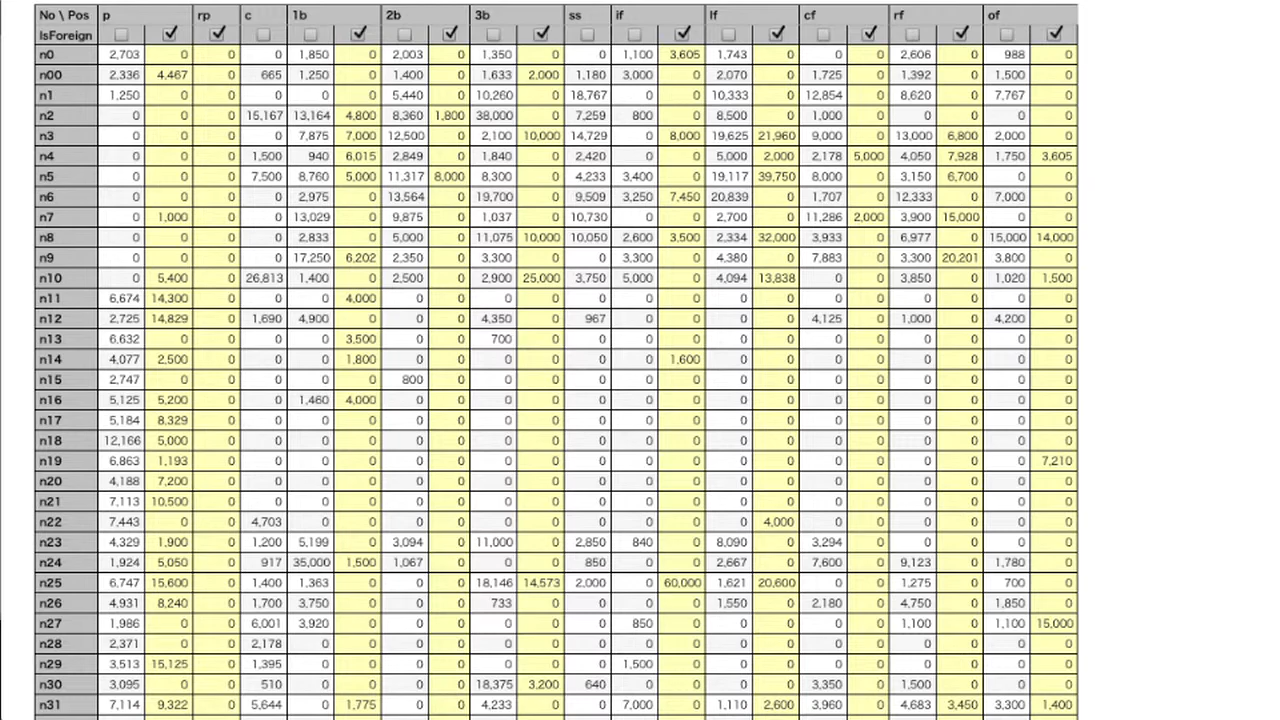 No \ Pos p rp c 1b 2b 3b ss if lf cf rf of
IsForeign
n0 2,703 0 0 0 1,850 0 2,003 0 1,350 0 0 1,100 3,605 1,743 0 0 0 2,606 0 988 0
n00 2,336 4,467 0 665 1,250 0 1,400 0 1,633 2,000 1,180 3,000 0 2,070 0 1,725 0 1,392 0 1,500 0
n1 1,250 0 0 0 0 0 5,440 0 10,260 0 18,767 0 0 10,333 0 12,854 0 8,620 0 7,767 0
n2 0 0 0 15,167 13,164 4,800 8,360 1,800 38,000 0 7,259 800 0 8,500 0 1,000 0 0 0 0 0
n3 0 0 0 0 7,875 7,000 12,500 0 2,100 10,000 14,729 0 8,000 19,625 21,960 9,000 0 13,000 6,800 2,000 0
n4 0 0 0 1,500 940 6,015 2,849 0 1,840 0 2,420 0 0 5,000 2,000 2,178 5,000 4,050 7,928 1,750 3,605
n5 0 0 0 7,500 8,760 5,000 11,317 8,000 8,300 0 4,233 3,400 0 19,117 39,750 8,000 0 3,150 6,700 0 0
n6 0 0 0 0 2,975 0 13,564 0 19,700 0 9,509 3,250 7,450 20,839 0 1,707 0 12,333 0 7,000 0
n7 0 1,000 0 0 13,029 0 9,875 0 1,037 0 10,730 0 0 2,700 0 11,286 2,000 3,900 15,000 0 0
n8 0 0 0 0 2,833 0 5,000 0 11,075 10,000 10,050 2,600 3,500 2,334 32,000 3,933 0 6,977 0 15,000 14,000
n9 0 0 0 0 17,250 6,202 2,350 0 3,300 0 0 3,300 0 4,380 0 7,883 0 3,300 20,201 3,800 0
n10 0 5,400 0 26,813 1,400 0 2,500 0 2,900 25,000 3,750 5,000 0 4,094 13,838 0 0 3,850 0 1,020 1,500
n11 6,674 14,300 0 0 0 4,000 0 0 0 0 0 0 0 0 0 0 0 0 0 0 0
n12 2,725 14,829 0 1,690 4,900 0 0 0 4,350 0 967 0 0 0 0 4,125 0 1,000 0 4,200 0
n13 6,632 0 0 0 0 3,500 0 0 700 0 0 0 0 0 0 0 0 0 0 0 0
n14 4,077 2,500 0 0 0 1,800 0 0 0 0 0 0 1,600 0 0 0 0 0 0 0 0
n15 2,747 0 0 0 0 0 800 0 0 0 0 0 0 0 0 0 0 0 0 0 0
n16 5,125 5,200 0 0 1,460 4,000 0 0 0 0 0 0 0 0 0 0 0 0 0 0 0
n17 5,184 8,329 0 0 0 0 0 0 0 0 0 0 0 0 0 0 0 0 0 0 0
n18 12,166 5,000 0 0 0 0 0 0 0 0 0 0 0 0 0 0 0 0 0 0 0
n19 6,863 1,193 0 0 0 0 0 0 0 0 0 0 0 0 0 0 0 0 0 0 7,210
n20 4,188 7,200 0 0 0 0 0 0 0 0 0 0 0 0 0 0 0 0 0 0 0
n21 7,113 10,500 0 0 0 0 0 0 0 0 0 0 0 0 0 0 0 0 0 0 0
n22 7,443 0 0 4,703 0 0 0 0 0 0 0 0 0 0 4,000 0 0 0 0 0 0
n23 4,329 1,900 0 1,200 5,199 0 3,094 0 11,000 0 2,850 840 0 8,090 0 3,294 0 0 0 0 0
n24 1,924 5,050 0 917 35,000 1,500 1,067 0 0 0 850 0 0 2,667 0 7,600 0 9,123 0 1,780 0
n25 6,747 15,600 0 1,400 1,363 0 0 0 18,146 14,573 2,000 0 60,000 1,621 20,600 0 0 1,275 0 700 0
n26 4,931 8,240 0 1,700 3,750 0 0 0 733 0 0 0 0 1,550 0 2,180 0 4,750 0 1,850 0
n27 1,986 0 0 6,001 3,920 0 0 0 0 0 0 850 0 0 0 0 0 1,100 0 1,100 15,000
n28 2,371 0 0 2,178 0 0 0 0 0 0 0 0 0 0 0 0 0 0 0 0 0
n29 3,513 15,125 0 1,395 0 0 0 0 0 0 0 1,500 0 0 0 0 0 0 0 0 0
n30 3,095 0 0 510 0 0 0 0 18,375 3,200 640 0 0 0 0 3,350 0 1,500 0 0 0
n31 7,114 9,322 0 5,644 0 1,775 0 0 4,233 0 0 7,000 0 1,110 2,600 3,960 0 4,683 3,450 3,300 1,400